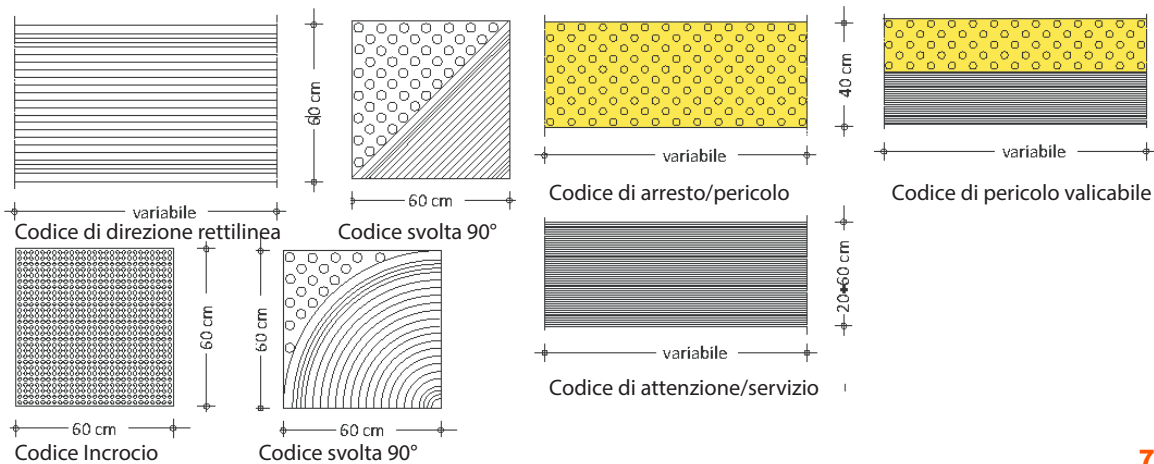 60 cm
variabile
Codice di direzione rettilinea
60 cm
Codice svolta 90°
40 cm
variabile
Codice di arresto/pericolo
variabile
Codice di pericolo valicabile
60 cm
60 cm
Codice Incrocio
60 cm
60 cm
Codice svolta 90°
20÷60 cm
variabile
Codice di attenzione/servizio
7